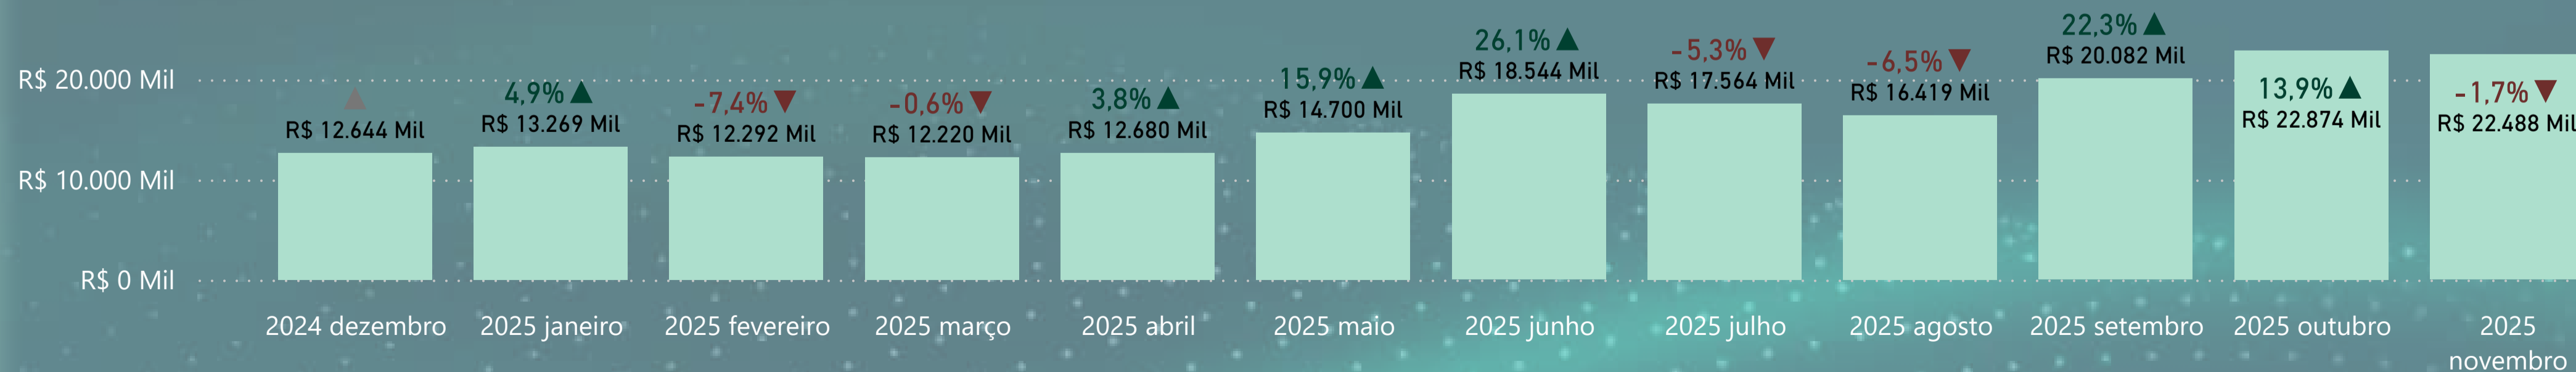 R$ 20.000 Mil
R$ 10.000 Mil
R$ 0 Mil
R$ 12.644 Mil
2024 dezembro
4,9%
R$ 13.269 Mil
2025 janeiro
-7,4%
R$ 12.292 Mil
2025 fevereiro
-0,6%
R$ 12.220 Mil
2025 março
3,8%
R$ 12.680 Mil
2025 abril
15,9%
R$ 14.700 Mil
2025 maio
26,1%
R$ 18.544 Mil
2025 junho
-5,3%
R$ 17.564 Mil
2025 julho
-6,5%
R$ 16.419 Mil
2025 agosto
22,3%
R$ 20.082 Mil
2025 setembro
13,9%
R$ 22.874 Mil
2025 outubro
-1,7%
R$ 22.488 Mil
2025
novembro